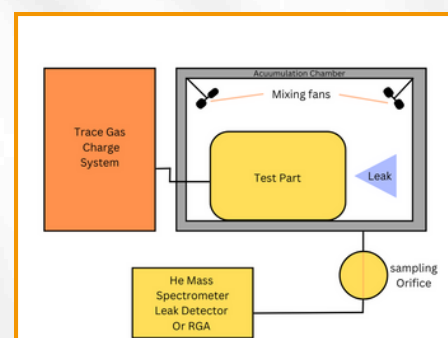 Acuumulation Chamber
Mixing fans
Trace Gas
Charge
System
Test Part
Leak
sampling
Orifice
He Mass
Spectrometer
Leak Detector
Or RGA